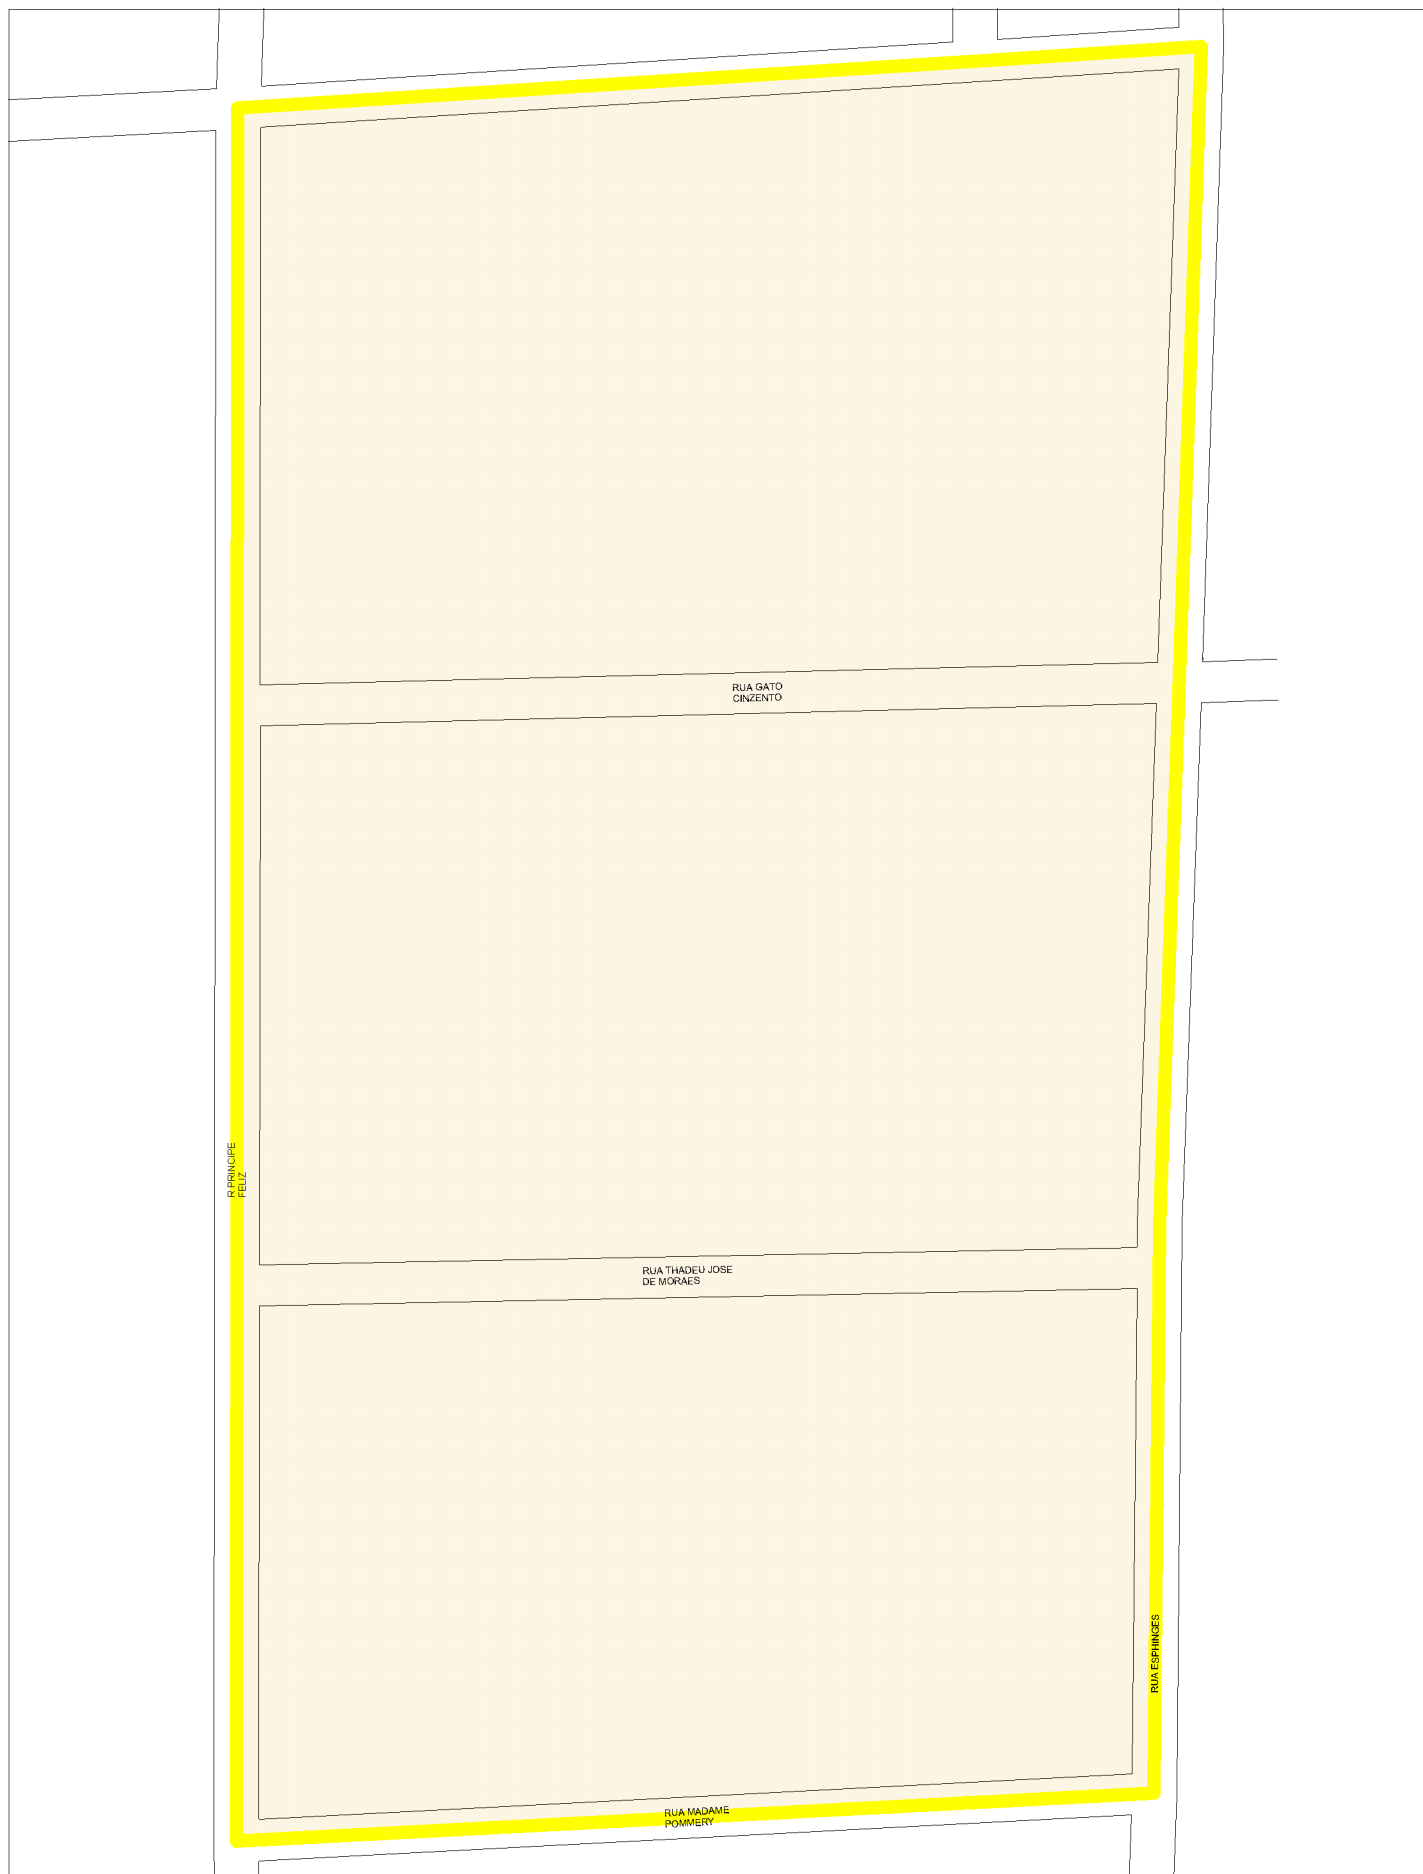 RUA GATO
CINZENTO
R PRINCIPE
FELIZ
RUA THADEU JOSE
DE MORAES
RUA ESPHINGES
RUA MADAME
POMMERY